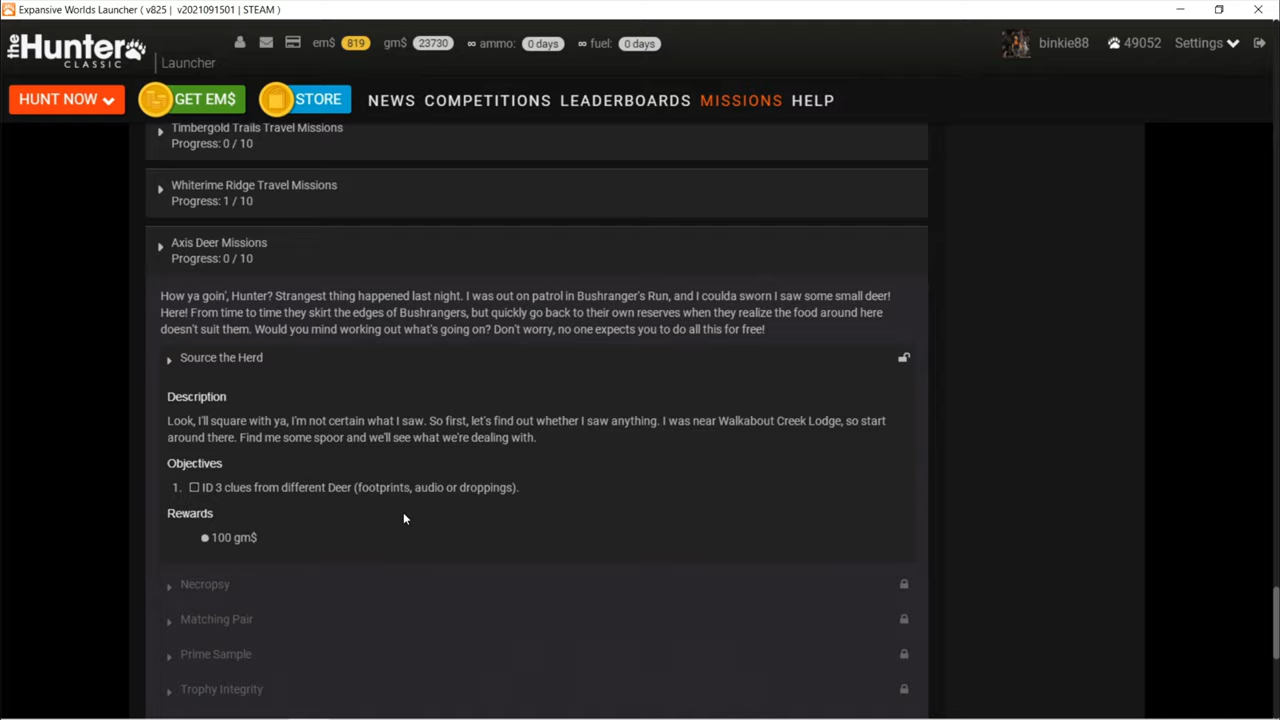 Expansive Worlds Launcher ( v825 | v2021091501 | STEAM )
theHunter CLASSIC | Launcher
em$ 819 gm$ 23730 ∞ ammo: 0 days ∞ fuel: 0 days
binkie88 49052 Settings
HUNT NOW GET EM$ STORE NEWS COMPETITIONS LEADERBOARDS MISSIONS HELP
Timbergold Trails Travel Missions
Progress: 0 / 10
Whiterime Ridge Travel Missions
Progress: 1 / 10
Axis Deer Missions
Progress: 0 / 10
How ya goin', Hunter? Strangest thing happened last night. I was out on patrol in Bushranger's Run, and I coulda sworn I saw some small deer!
Here! From time to time they skirt the edges of Bushrangers, but quickly go back to their own reserves when they realize the food around here
doesn't suit them. Would you mind working out what's going on? Don't worry, no one expects you to do all this for free!
Source the Herd
Description
Look, I'll square with ya, I'm not certain what I saw. So first, let's find out whether I saw anything. I was near Walkabout Creek Lodge, so start
around there. Find me some spoor and we'll see what we're dealing with.
Objectives
1. ID 3 clues from different Deer (footprints, audio or droppings).
Rewards
100 gm$
Necropsy
Matching Pair
Prime Sample
Trophy Integrity